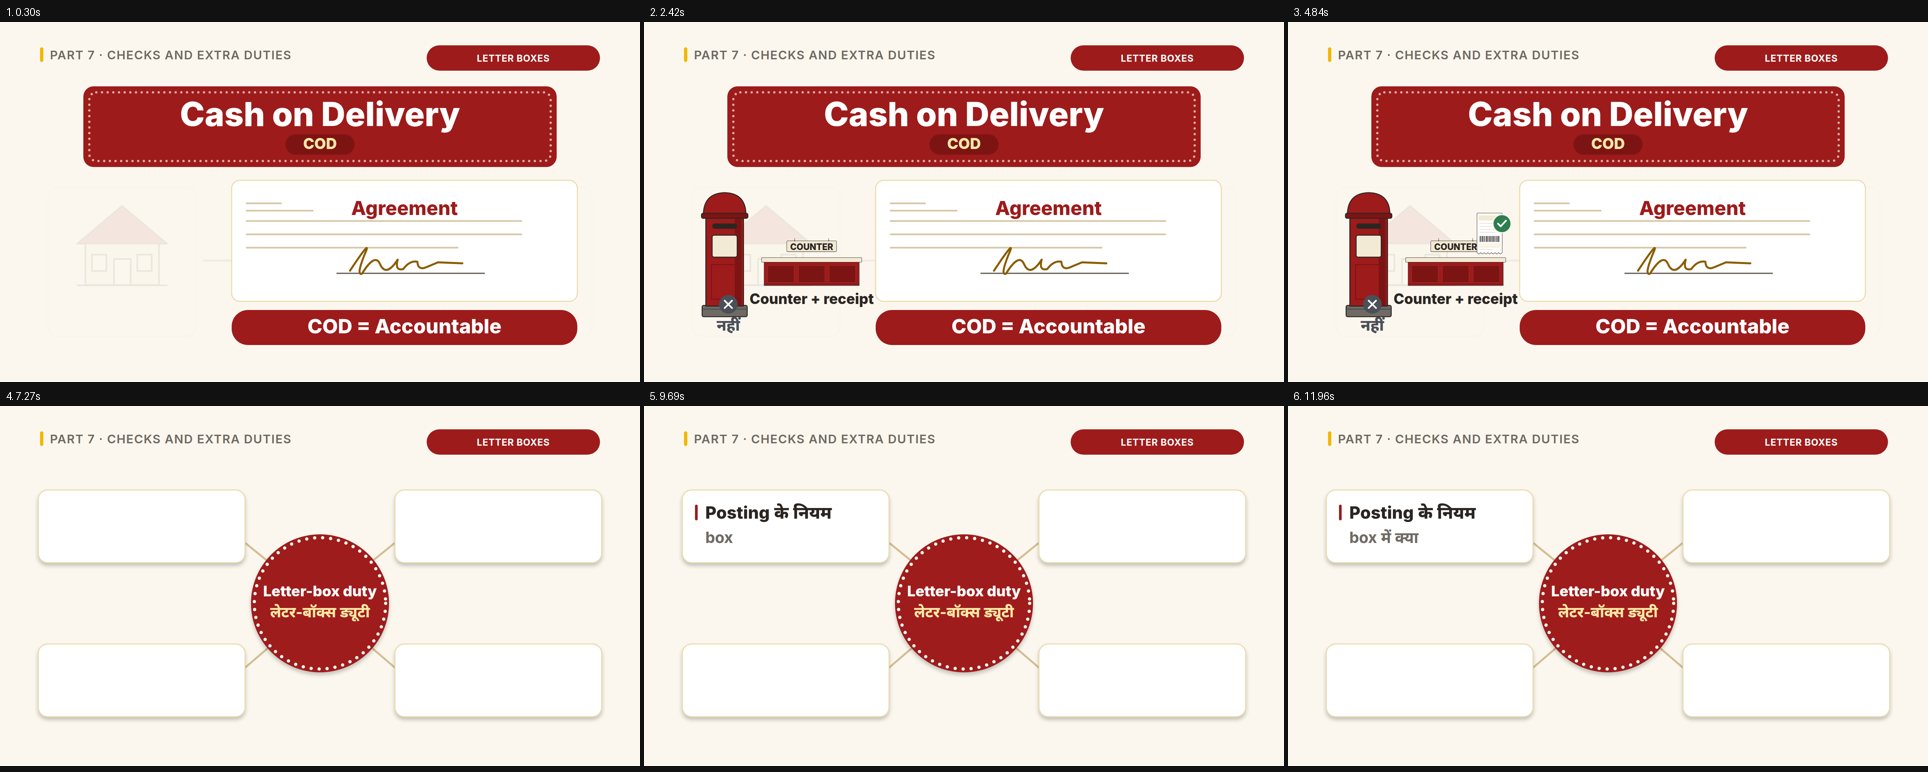 1. 0.30s
PART 7 · CHECKS AND EXTRA DUTIES
LETTER BOXES
Cash on Delivery
COD
Agreement
COD = Accountable
2. 2.42s
PART 7 · CHECKS AND EXTRA DUTIES
LETTER BOXES
Cash on Delivery
COD
Agreement
COUNTER
Counter + receipt
नहीं
COD = Accountable
3. 4.84s
PART 7 · CHECKS AND EXTRA DUTIES
LETTER BOXES
Cash on Delivery
COD
Agreement
COUNTER
Counter + receipt
नहीं
COD = Accountable
4. 7.27s
PART 7 · CHECKS AND EXTRA DUTIES
LETTER BOXES
Letter-box duty
लेटर-बॉक्स ड्यूटी
5. 9.69s
PART 7 · CHECKS AND EXTRA DUTIES
LETTER BOXES
Posting के नियम
box
Letter-box duty
लेटर-बॉक्स ड्यूटी
6. 11.96s
PART 7 · CHECKS AND EXTRA DUTIES
LETTER BOXES
Posting के नियम
box में क्या
Letter-box duty
लेटर-बॉक्स ड्यूटी